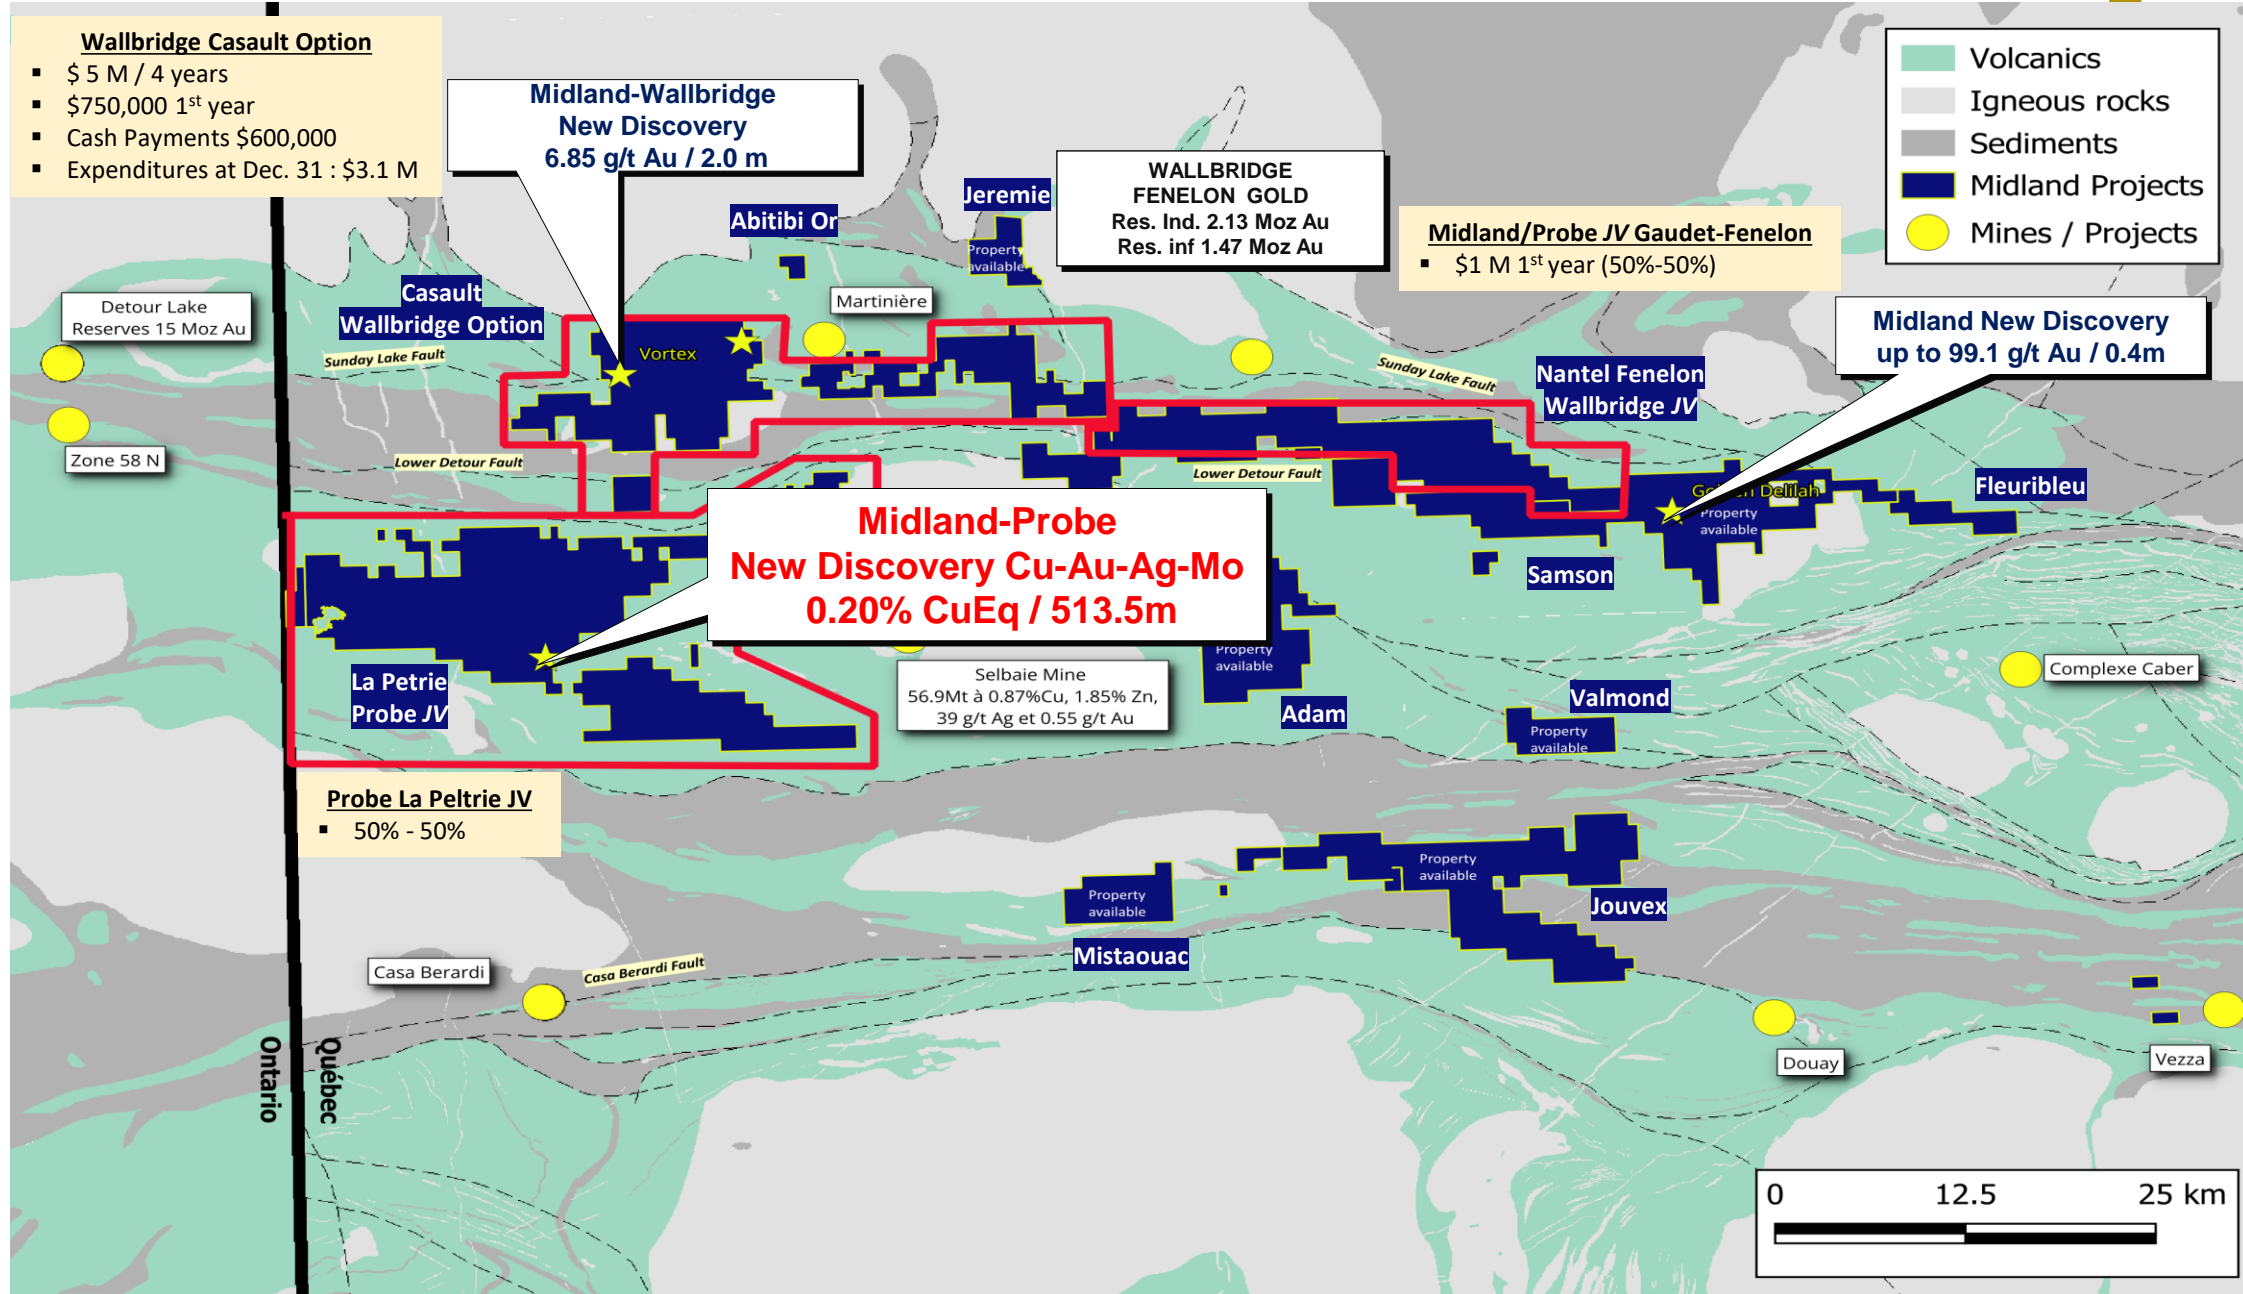 Wallbridge Casault Option
▪ $ 5 M / 4 years
▪ $750,000 1st year
▪ Cash Payments $600,000
▪ Expenditures at Dec. 31 : $3.1 M
Midland-Wallbridge
New Discovery
6.85 g/t Au / 2.0 m
Abitibi Or
Jeremie
Property
available
WALLBRIDGE
FENELON GOLD
Res. Ind. 2.13 Moz Au
Res. inf 1.47 Moz Au
Midland/Probe JV Gaudet-Fenelon
▪ $1 M 1st year (50%-50%)
Volcanics
Igneous rocks
Sediments
Midland Projects
Mines / Projects
Detour Lake
Reserves 15 Moz Au
Casault
Wallbridge Option
Martinière
Midland New Discovery
up to 99.1 g/t Au / 0.4m
Sunday Lake Fault
Vortex
Sunday Lake Fault
Nantel Fenelon
Wallbridge JV
Zone 58 N
Lower Detour Fault
Lower Detour Fault
Golden Delilah
Property
available
Fleuribleu
Midland-Probe
New Discovery Cu-Au-Ag-Mo
0.20% CuEq / 513.5m
Samson
La Petrie
Probe JV
Selbaie Mine
56.9Mt à 0.87%Cu, 1.85% Zn,
39 g/t Ag et 0.55 g/t Au
Property
available
Adam
Valmond
Property
available
Complexe Caber
Probe La Peltrie JV
▪ 50% - 50%
Property
available
Mistaouac
Property
available
Jouvex
Casa Berardi
Casa Berardi Fault
Ontario
Québec
Douay
Vezza
0 12.5 25 km